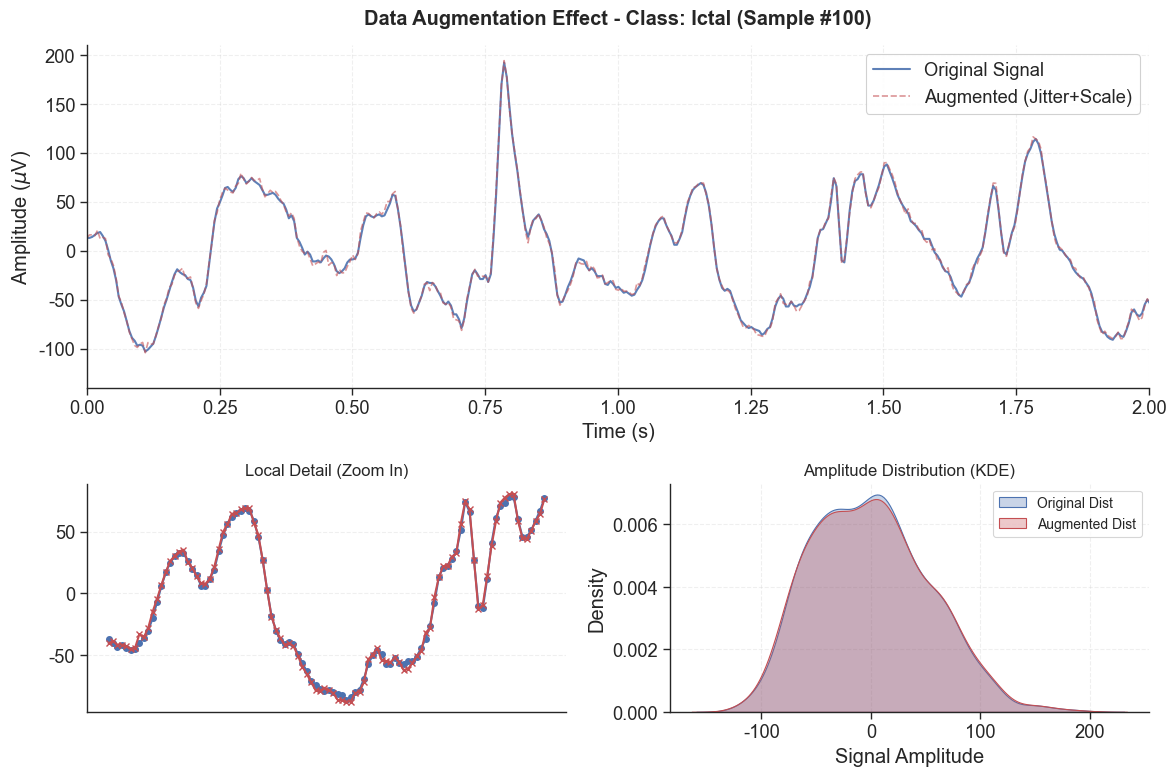 Data Augmentation Effect - Class: Ictal (Sample #100)
200
150
100
50
0
-50
-100
Amplitude (μV)
Original Signal
Augmented (Jitter+Scale)
0.00 0.25 0.50 0.75 1.00 1.25 1.50 1.75 2.00
Time (s)
Local Detail (Zoom In)
50
0
-50
Amplitude Distribution (KDE)
Original Dist
Augmented Dist
0.006
0.004
0.002
0.000
Density
-100 0 100 200
Signal Amplitude